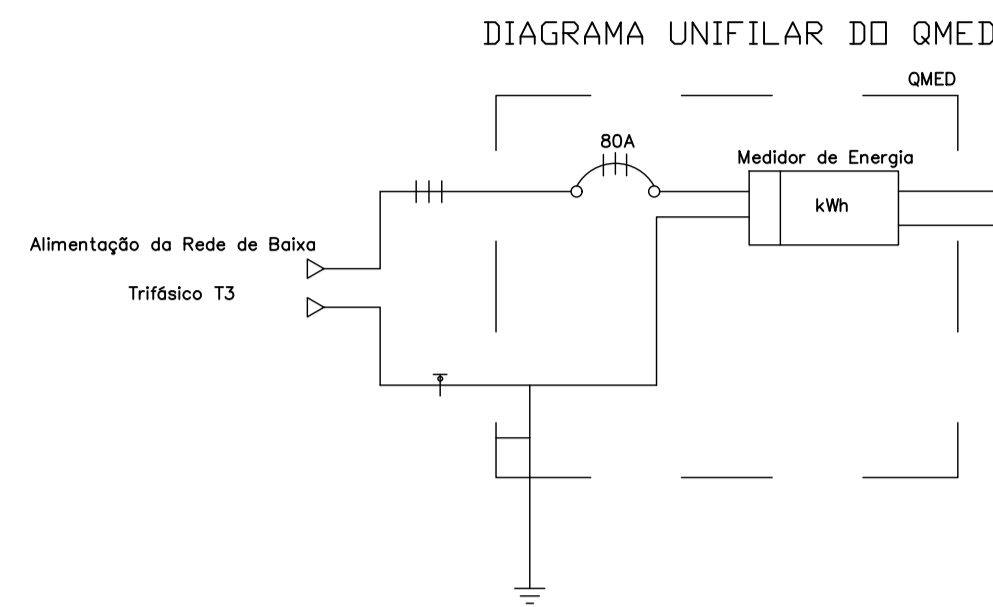 DIAGRAMA UNIFILAR DO QMED
QMED
80A
Medidor de Energia
kWh
Alimentação da Rede de Baixa
Trifásico T3